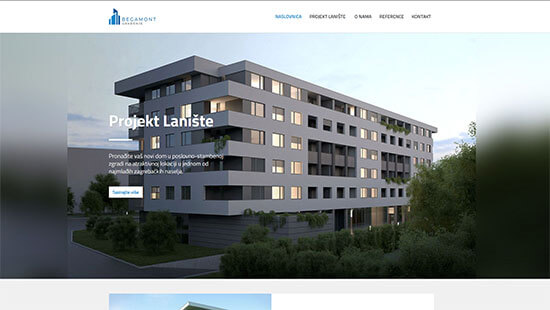 BEGAMONT
GRADNJA
NASLOVNICA PROJEKT LANIŠTE O NAMA REFERENCE KONTAKT
Projekt Lanište
Pronađite vaš novi dom u poslovno-stambenoj
zgradi na atraktivnoj lokaciji u jednom od
najmlađih zagrebačkih naselja.
Saznajte više